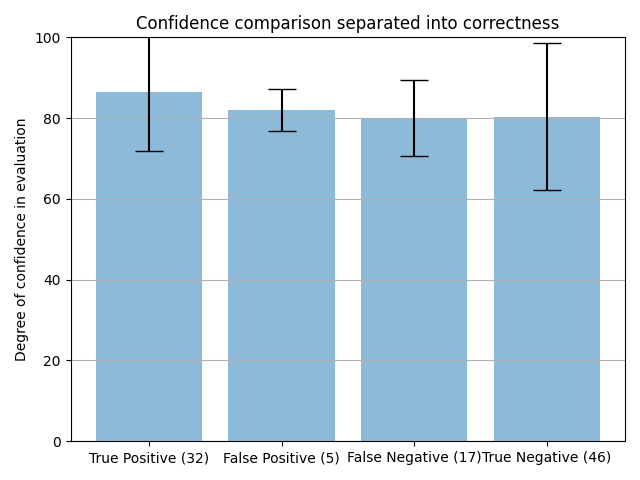 Confidence comparison separated into correctness
Degree of confidence in evaluation
100
80
60
40
20
0
True Positive (32) False Positive (5) False Negative (17) True Negative (46)